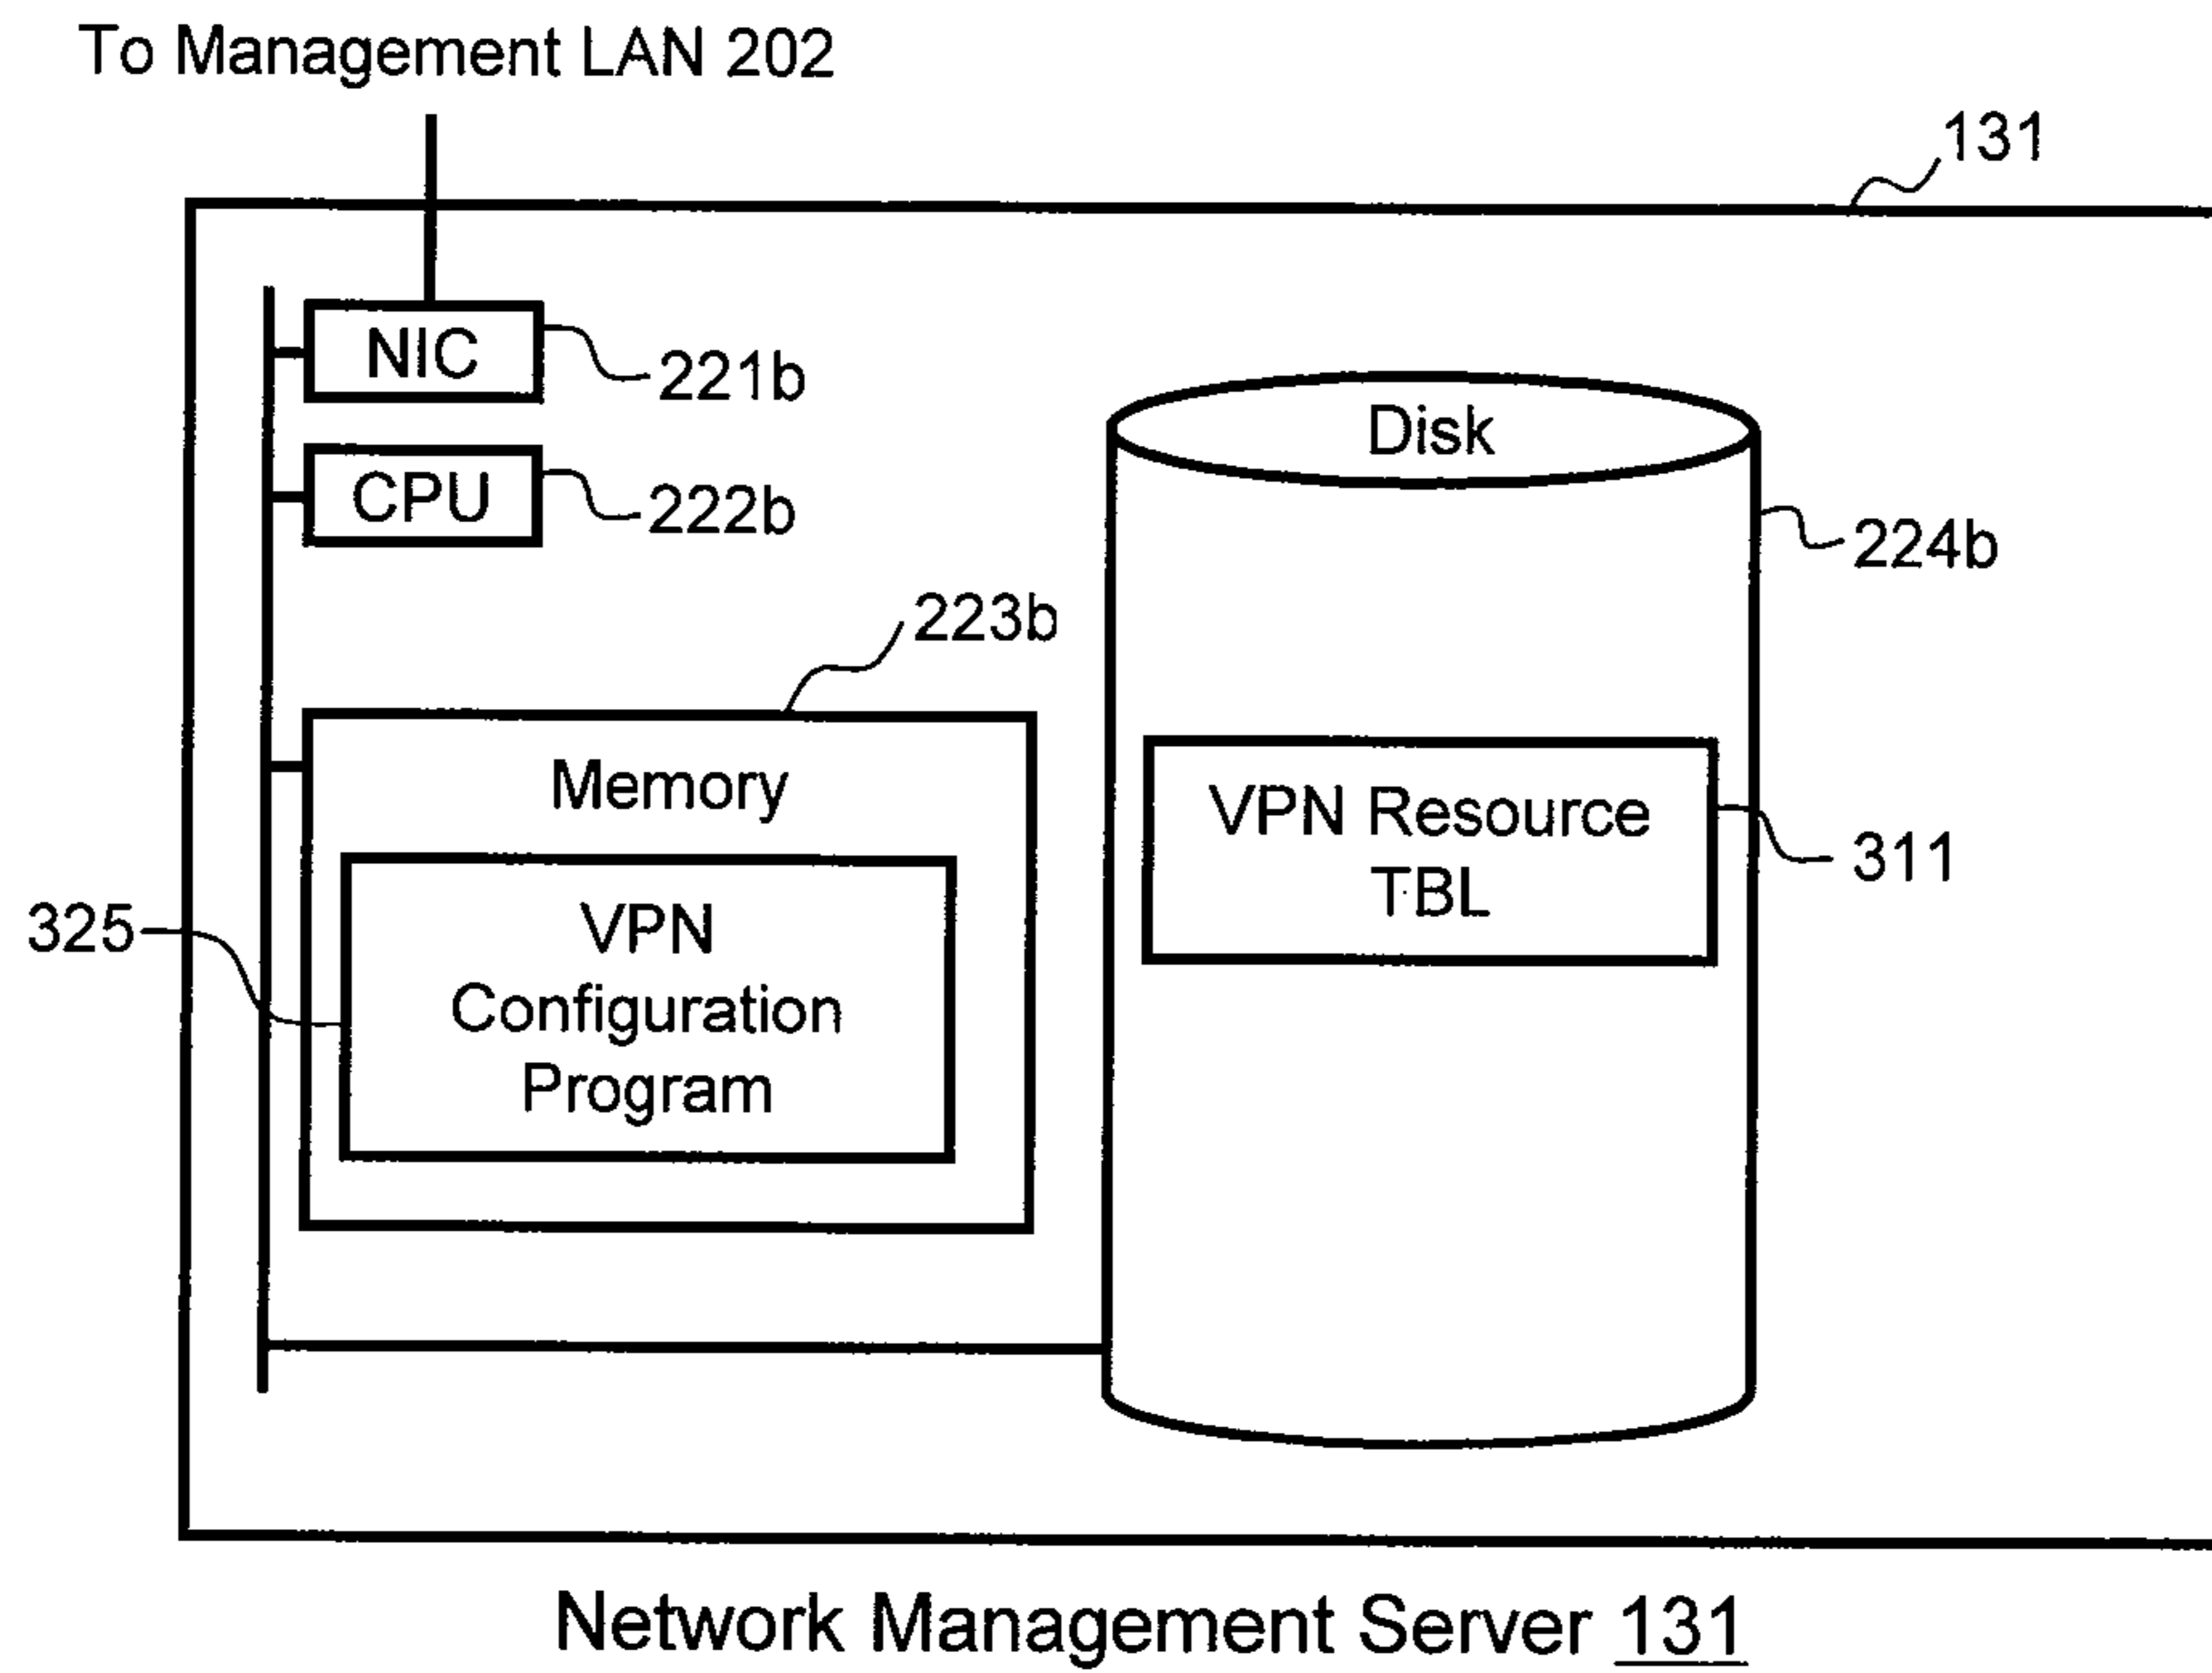 To Management LAN 202
131
NIC
221b
Disk
CPU
222b
224b
223b
Memory
VPN Resource
TBL
311
325
VPN
Configuration
Program
Network Management Server 131